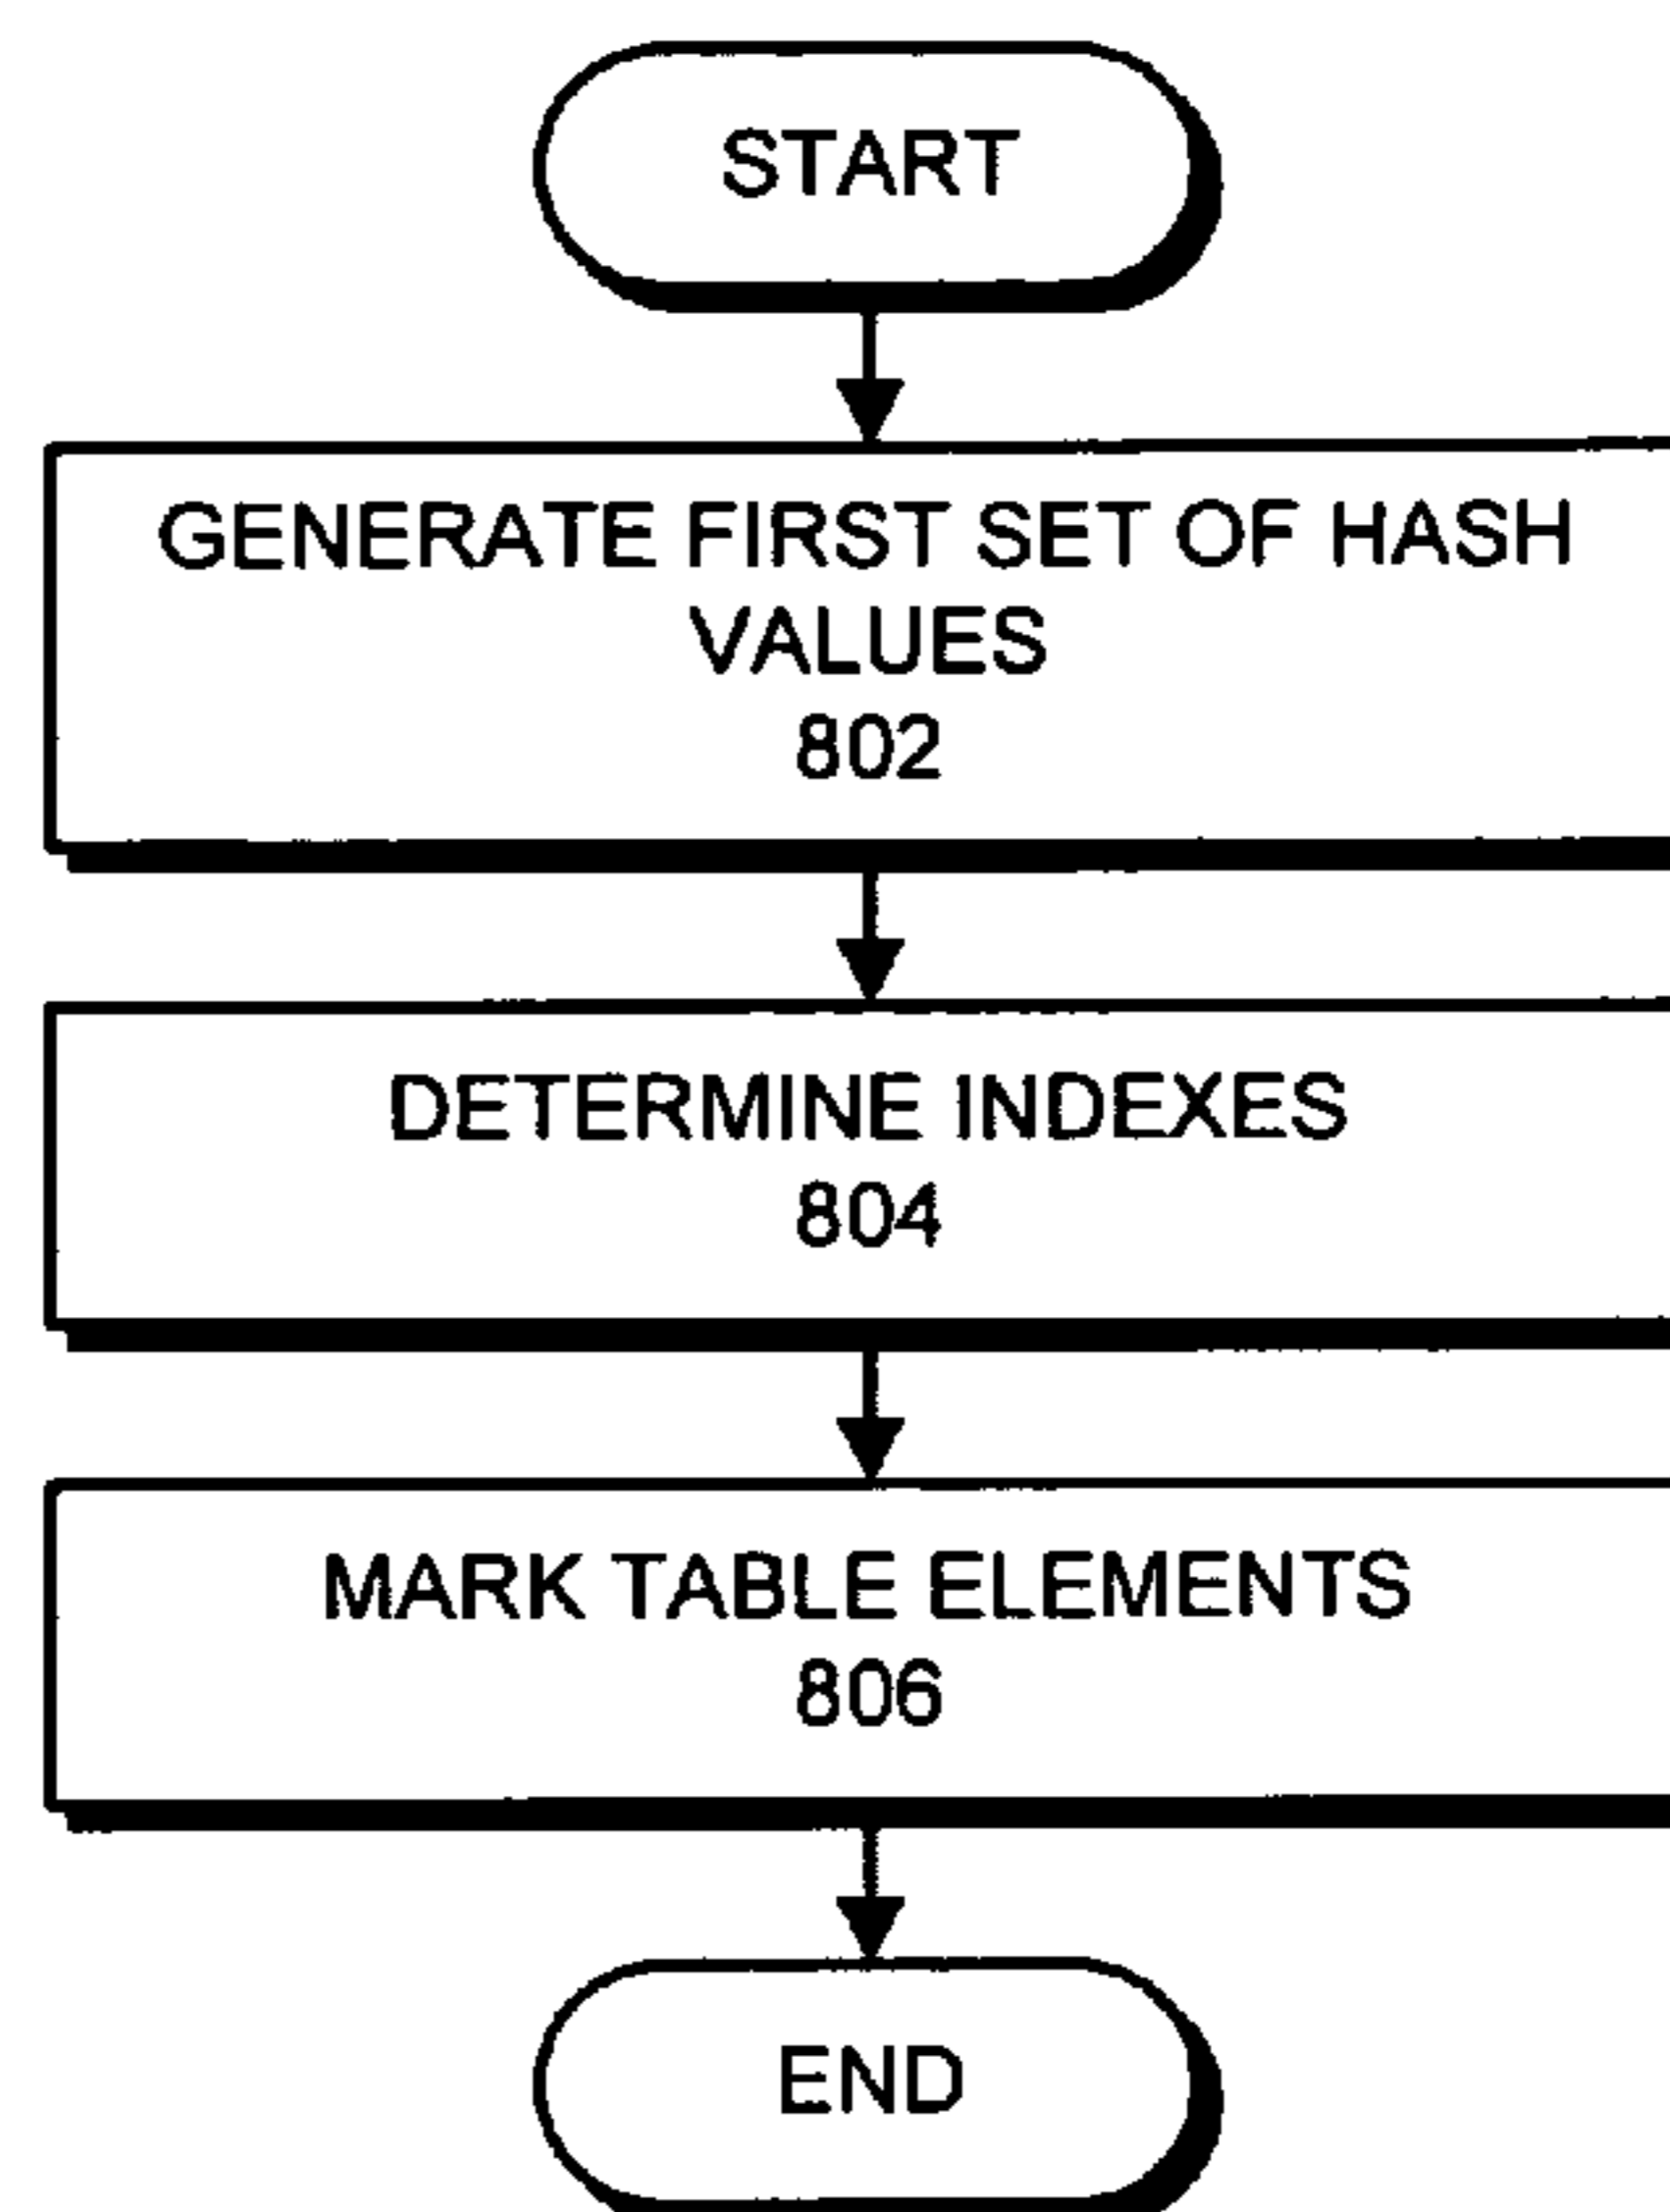 START
GENERATE FIRST SET OF HASH
VALUES
802
DETERMINE INDEXES
804
MARK TABLE ELEMENTS
806
END